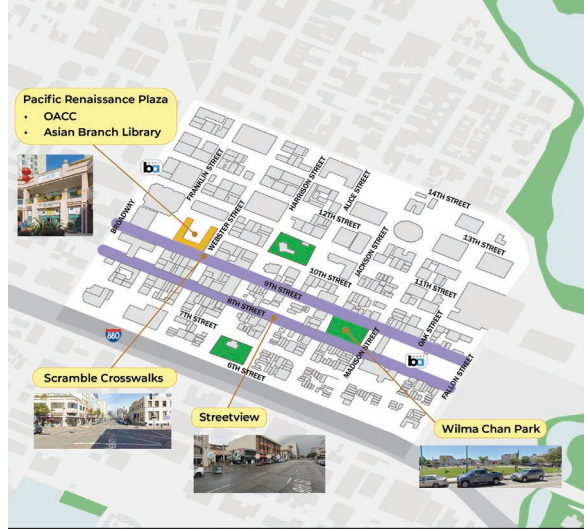 Pacific Renaissance Plaza
• OACC
• Asian Branch Library
BROADWAY
FRANKLIN STREET
WEBSTER STREET
HARRISON STREET
ALICE STREET
JACKSON STREET
14TH STREET
13TH STREET
12TH STREET
11TH STREET
10TH STREET
9TH STREET
8TH STREET
7TH STREET
6TH STREET
MADISON STREET
OAK STREET
FALLON STREET
ba
ba
880
Scramble Crosswalks
Streetview
Wilma Chan Park